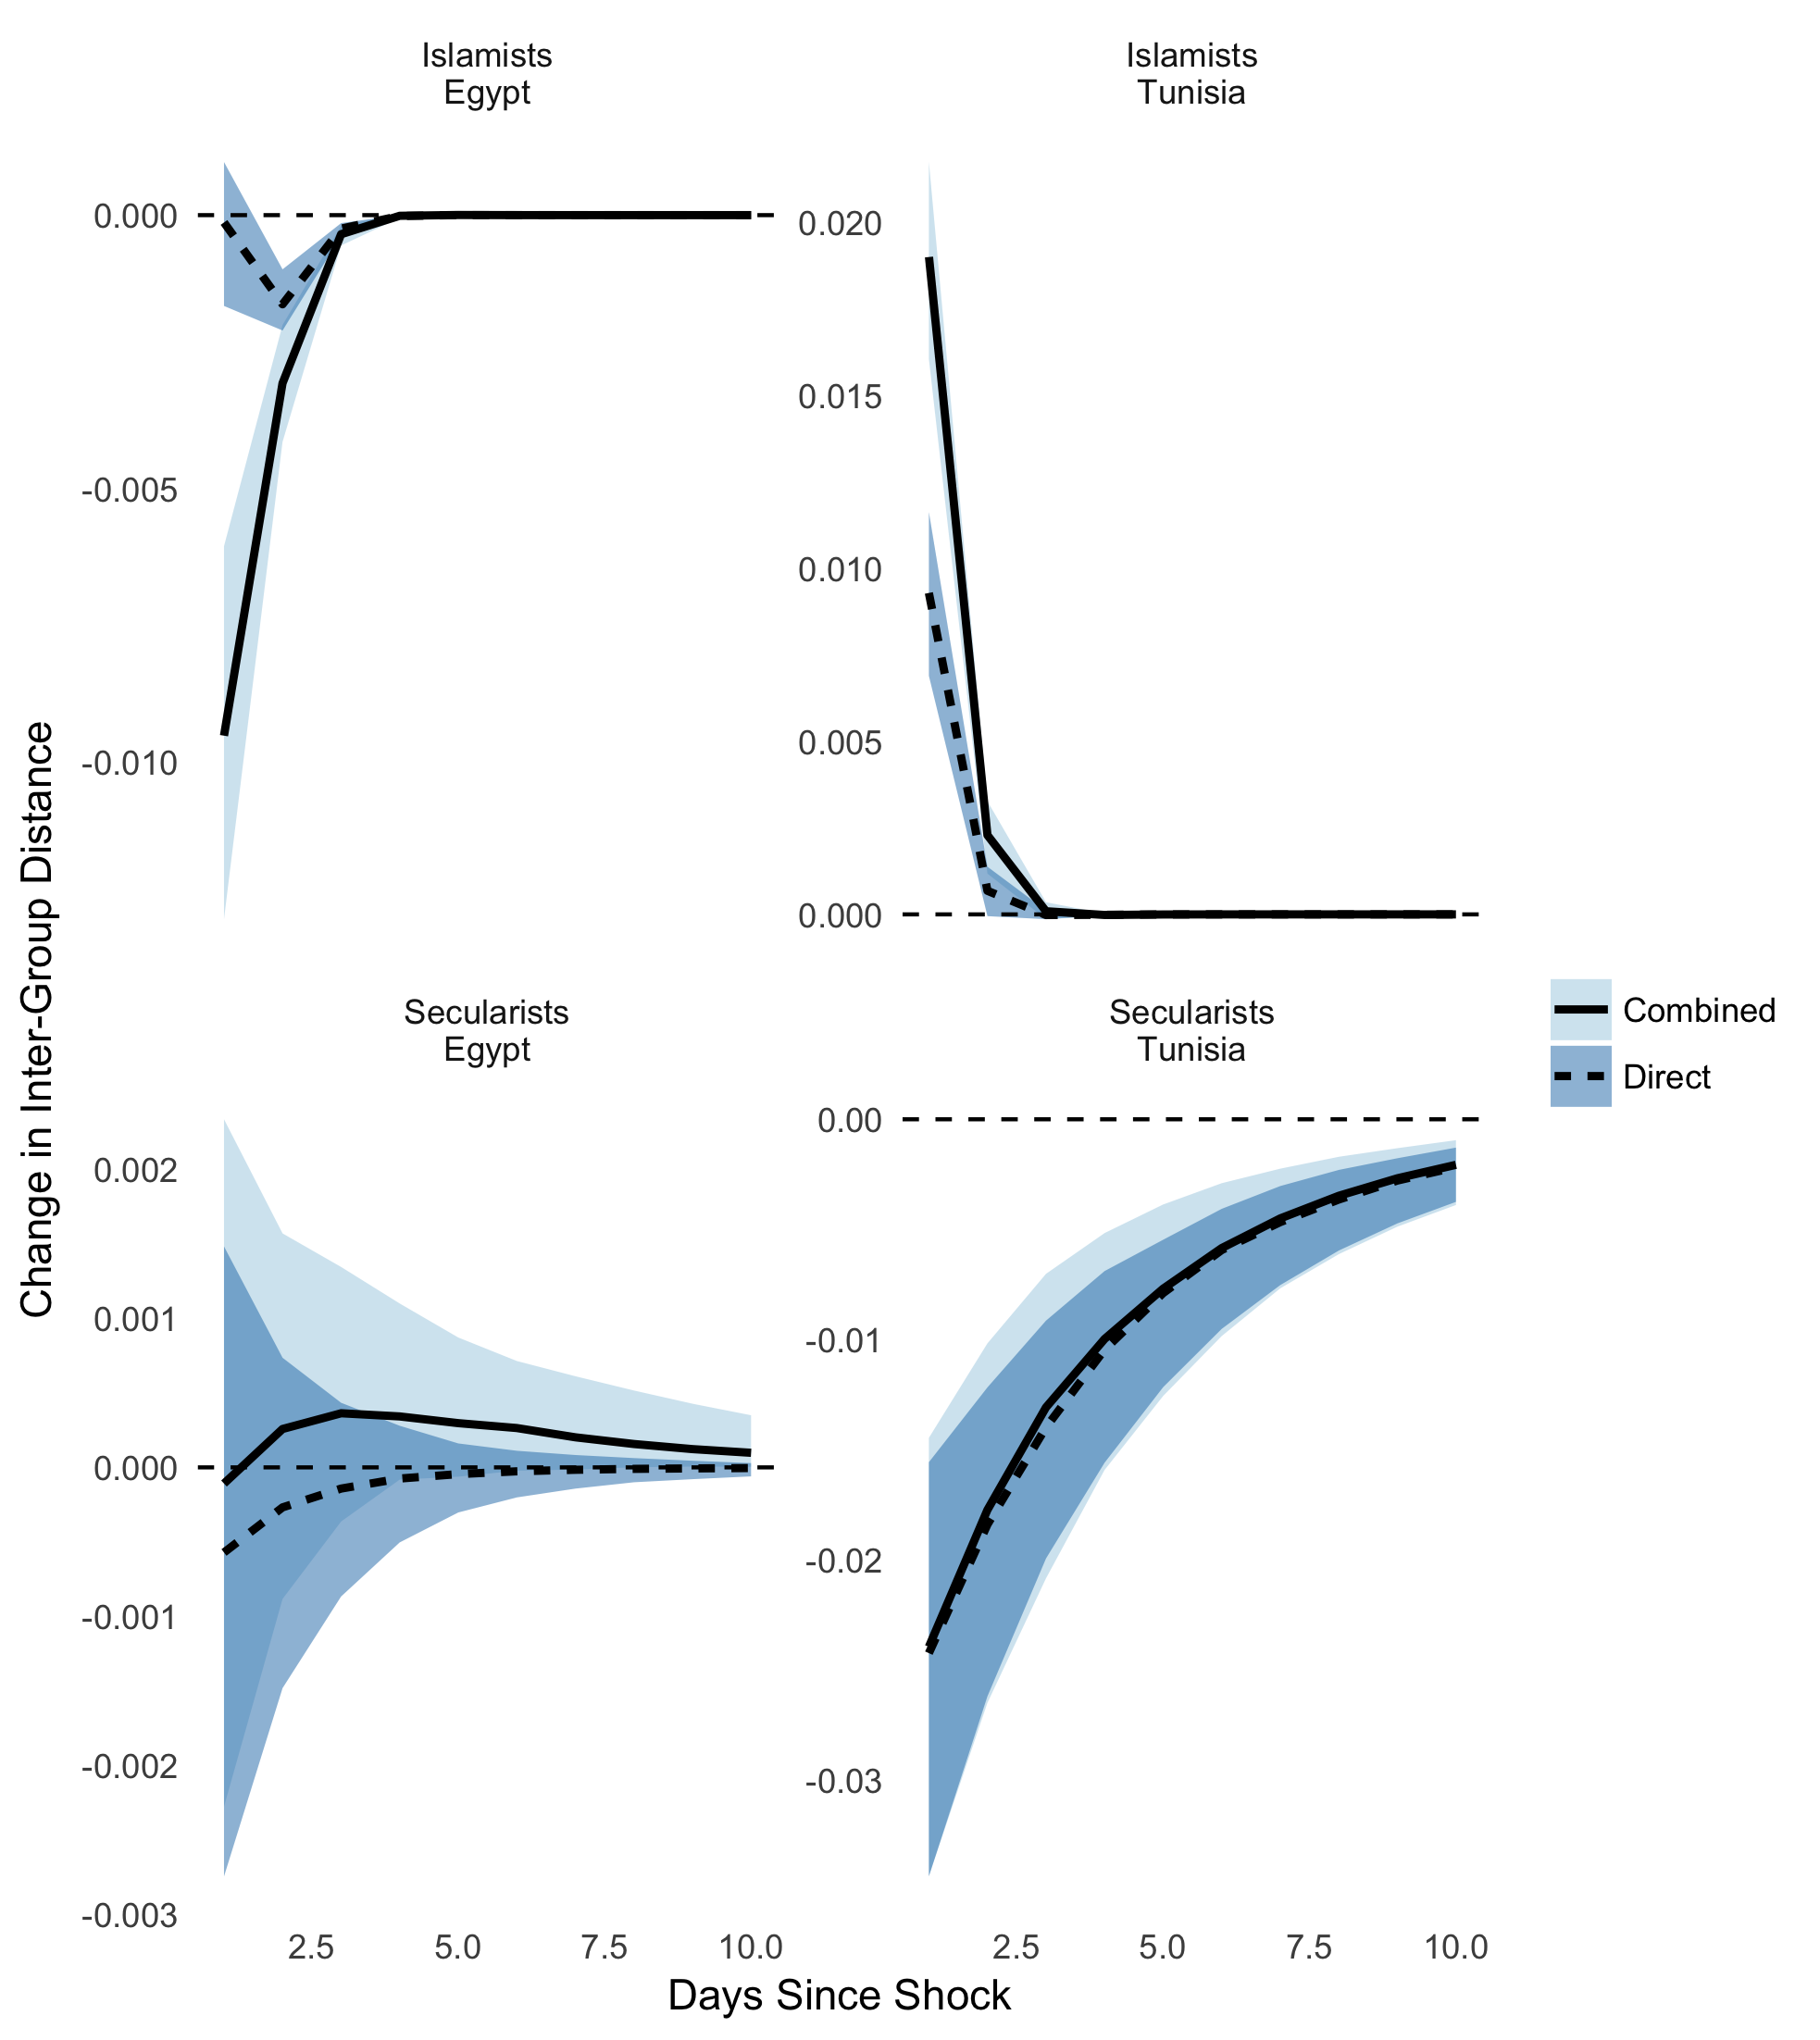 Islamists
Egypt
Islamists
Tunisia
0.000
-0.005
-0.010
0.020
0.015
0.010
0.005
0.000
Change in Inter-Group Distance
Secularists
Egypt
Secularists
Tunisia
Combined
Direct
0.002
0.001
0.000
-0.001
-0.002
-0.003
0.00
-0.01
-0.02
-0.03
2.5 5.0 7.5 10.0
2.5 5.0 7.5 10.0
Days Since Shock